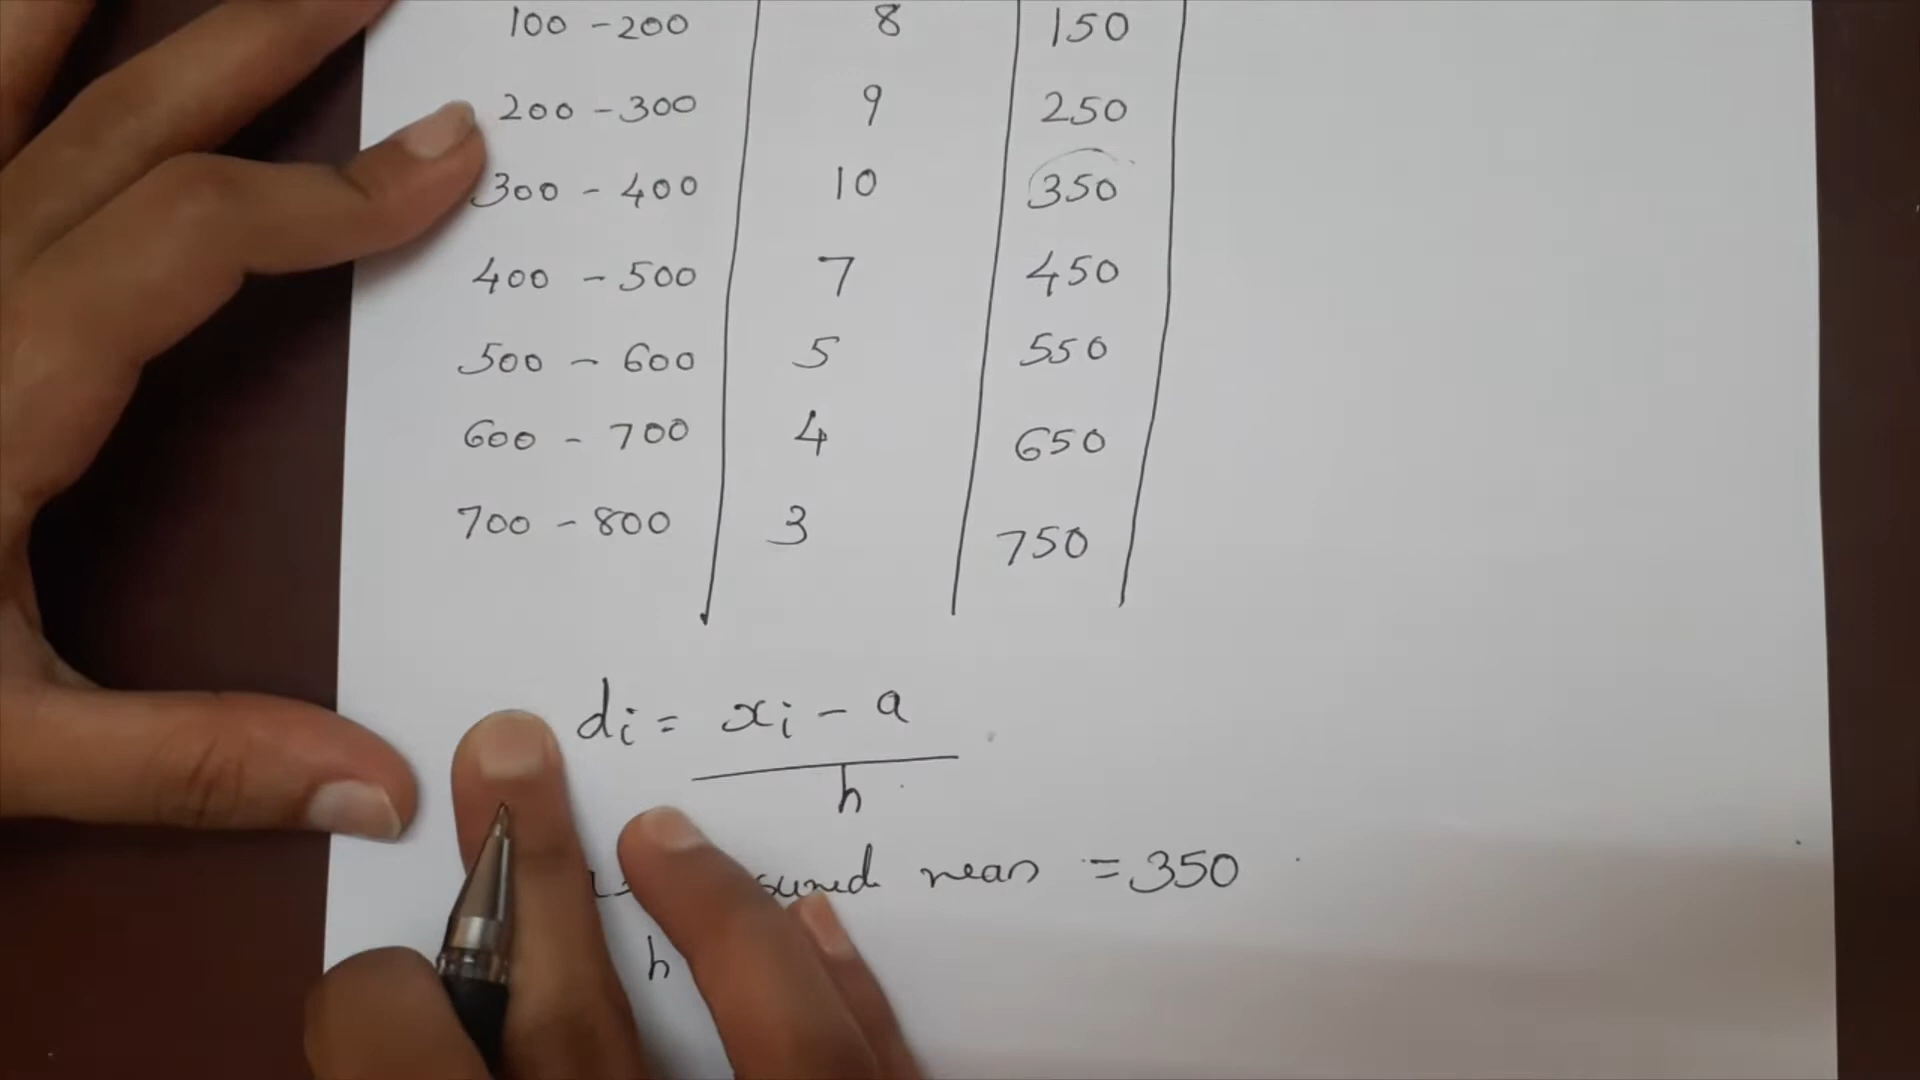 100 - 200 8 150
200 - 300 9 250
300 - 400 10 350
400 - 500 7 450
500 - 600 5 550
600 - 700 4 650
700 - 800 3 750
di = xi - a
h
mean = 350
h